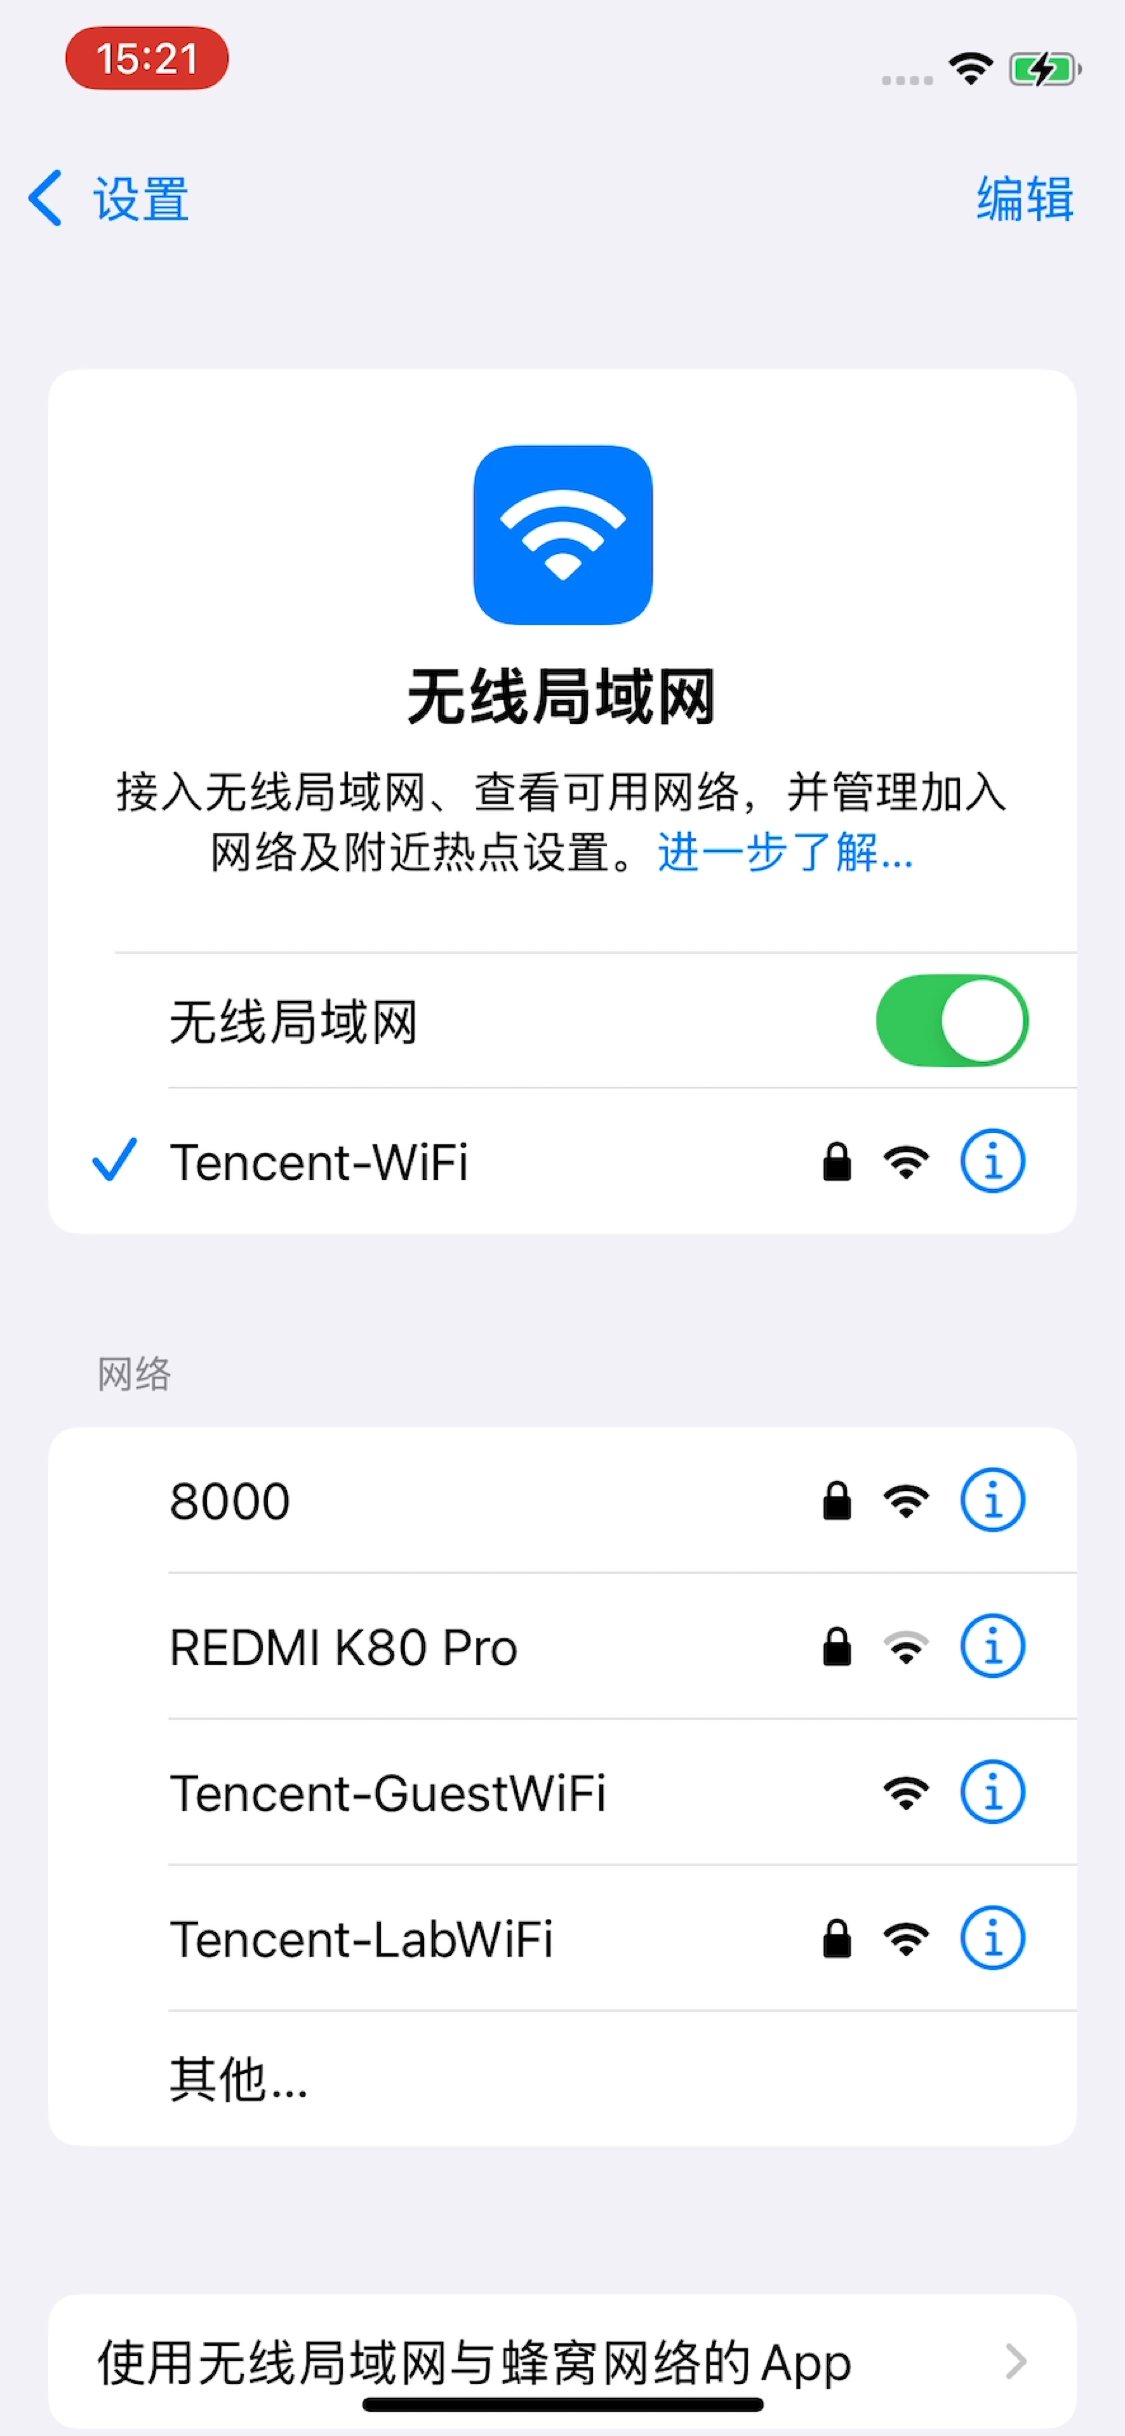 15:21
设置
编辑
无线局域网
接入无线局域网、查看可用网络，并管理加入
网络及附近热点设置。进一步了解...
无线局域网
Tencent-WiFi
网络
8000
REDMI K80 Pro
Tencent-GuestWiFi
Tencent-LabWiFi
其他...
使用无线局域网与蜂窝网络的App